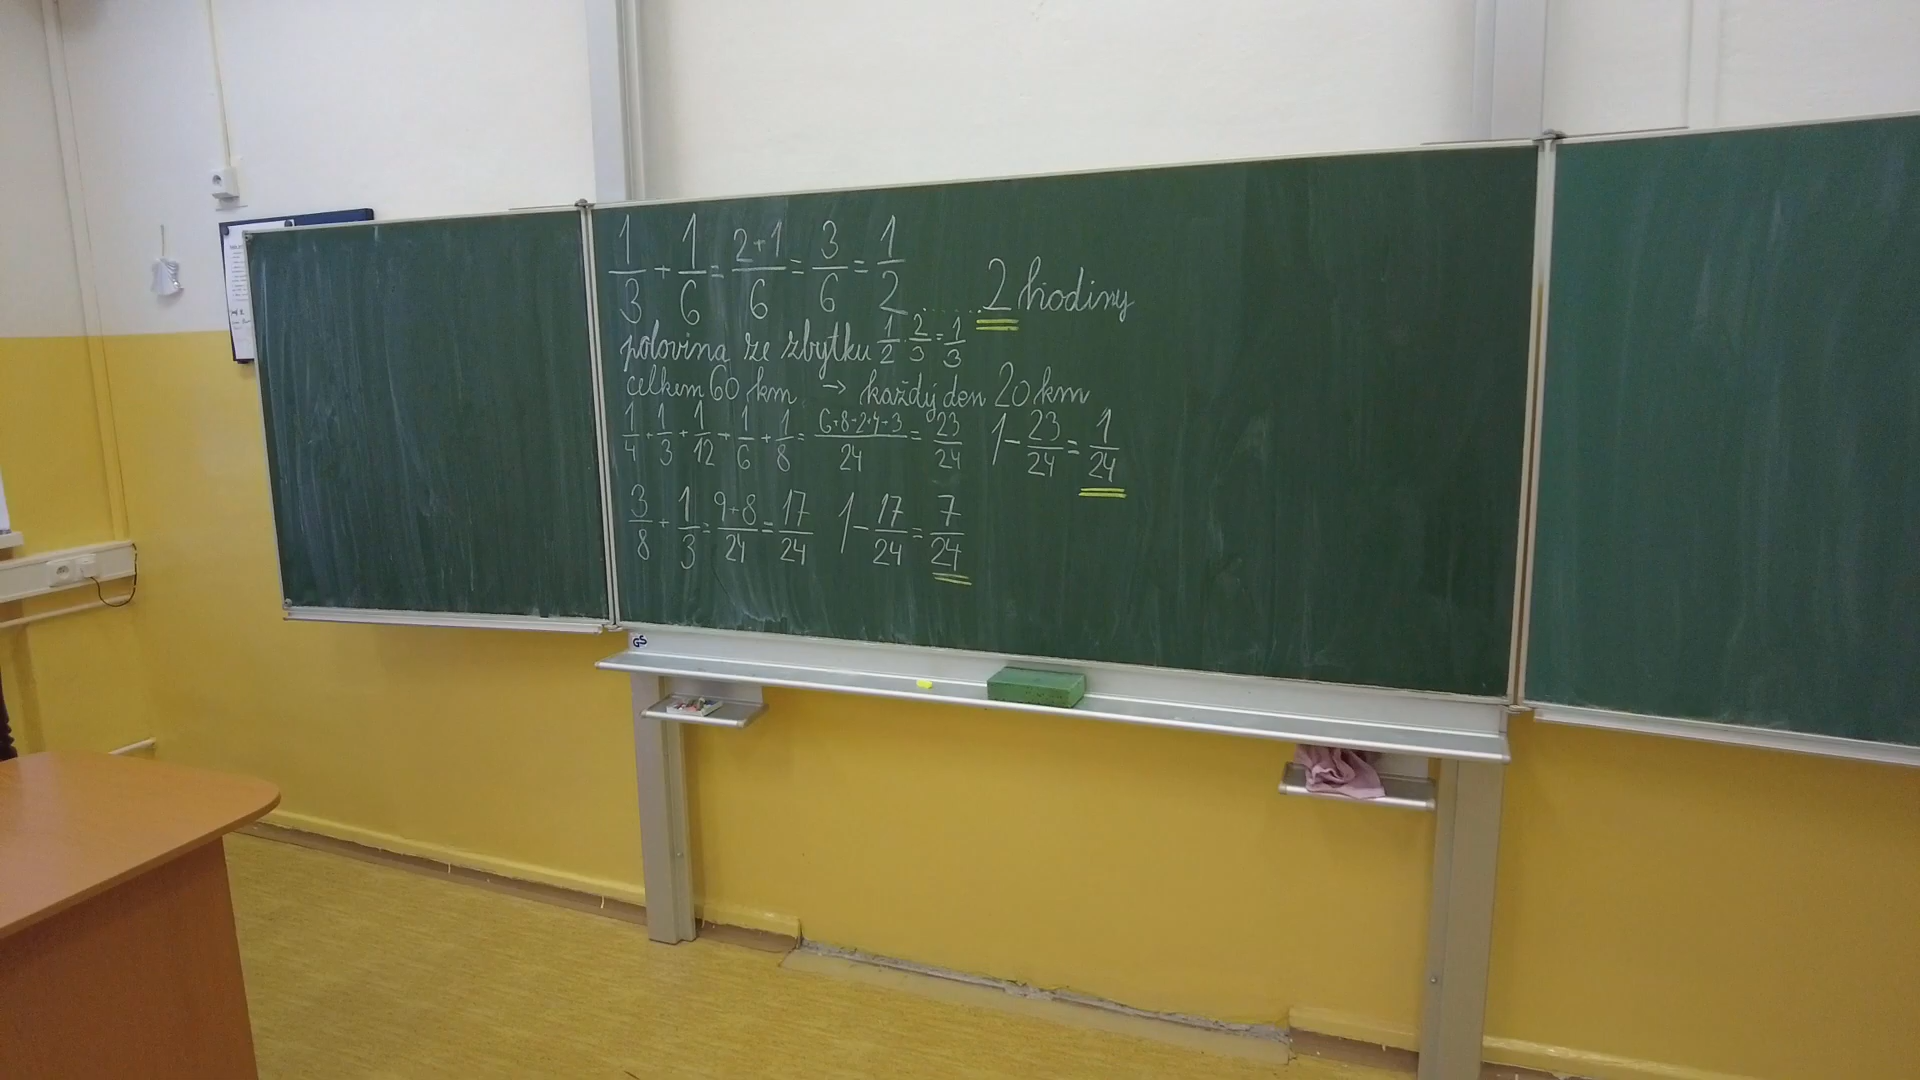 1/3 + 1/6 = 2+1/6 = 3/6 = 1/2 ...... 2 hodiny
polovina ze zbytku 1/2 · 2/3 = 1/3
celkem 60 km → každý den 20 km
1/4 + 1/3 + 1/12 + 1/6 + 1/8 = 6+8+2+4+3/24 = 23/24 1 - 23/24 = 1/24
3/8 + 1/3 = 9+8/24 = 17/24 1 - 17/24 = 7/24
GS